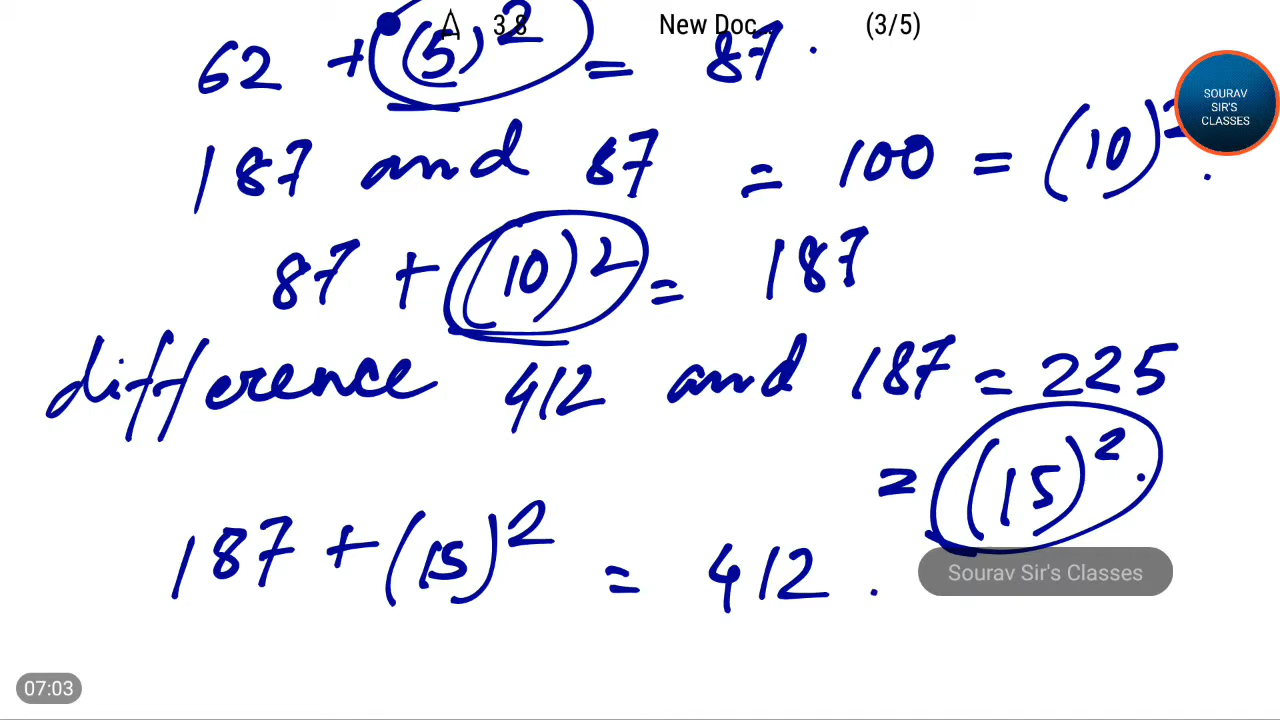 A 38 New Doc... (3/5)
62 + (5)² = 87.
SOURAV
SIR'S
CLASSES
187 and 87 = 100 = (10)².
87 + (10)² = 187
difference 412 and 187 = 225
= (15)².
187 + (15)² = 412.
Sourav Sir's Classes
07:03